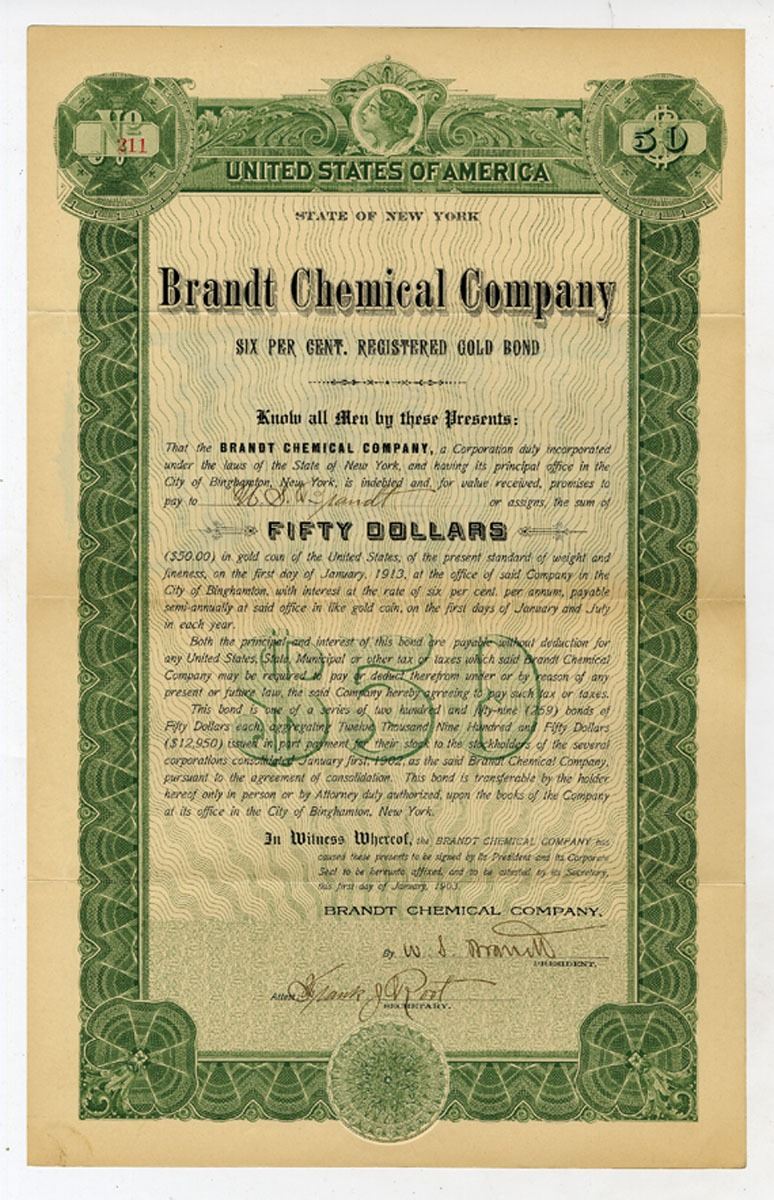 No 211
$50
UNITED STATES OF AMERICA
STATE OF NEW YORK
Brandt Chemical Company
SIX PER CENT. REGISTERED GOLD BOND
Know all Men by these Presents:
That the BRANDT CHEMICAL COMPANY, a Corporation duly incorporated
under the laws of the State of New York, and having its principal office in the
City of Binghamton, New York, is indebted and, for value received, promises to
pay to W. S. Brandt or assigns, the sum of
FIFTY DOLLARS
($50.00) in gold coin of the United States, of the present standard of weight and
fineness, on the first day of January, 1913, at the office of said Company in the
City of Binghamton, with interest at the rate of six per cent. per annum, payable
semi-annually at said office in like gold coin, on the first days of January and July
in each year.
Both the principal and interest of this bond are payable without deduction for
any United States, State, Municipal or other tax or taxes which said Brandt Chemical
Company may be required to pay or deduct therefrom under or by reason of any
present or future law, the said Company hereby agreeing to pay such tax or taxes.
This bond is one of a series of two hundred and fifty-nine (259) bonds of
Fifty Dollars each, aggregating Twelve Thousand Nine Hundred and Fifty Dollars
($12,950) issued in part payment for their stock to the stockholders of the several
corporations consolidated January first, 1902, as the said Brandt Chemical Company,
pursuant to the agreement of consolidation. This bond is transferable by the holder
hereof only in person or by Attorney duly authorized, upon the books of the Company
at its office in the City of Binghamton, New York.
$50
In Witness Whereof, the BRANDT CHEMICAL COMPANY has
caused these presents to be signed by its President and its Corporate
Seal to be hereunto affixed, and to be attested by its Secretary,
this first day of January, 1903.
BRANDT CHEMICAL COMPANY,
By W. S. Brandt
PRESIDENT.
Attest Frank J Root
SECRETARY.